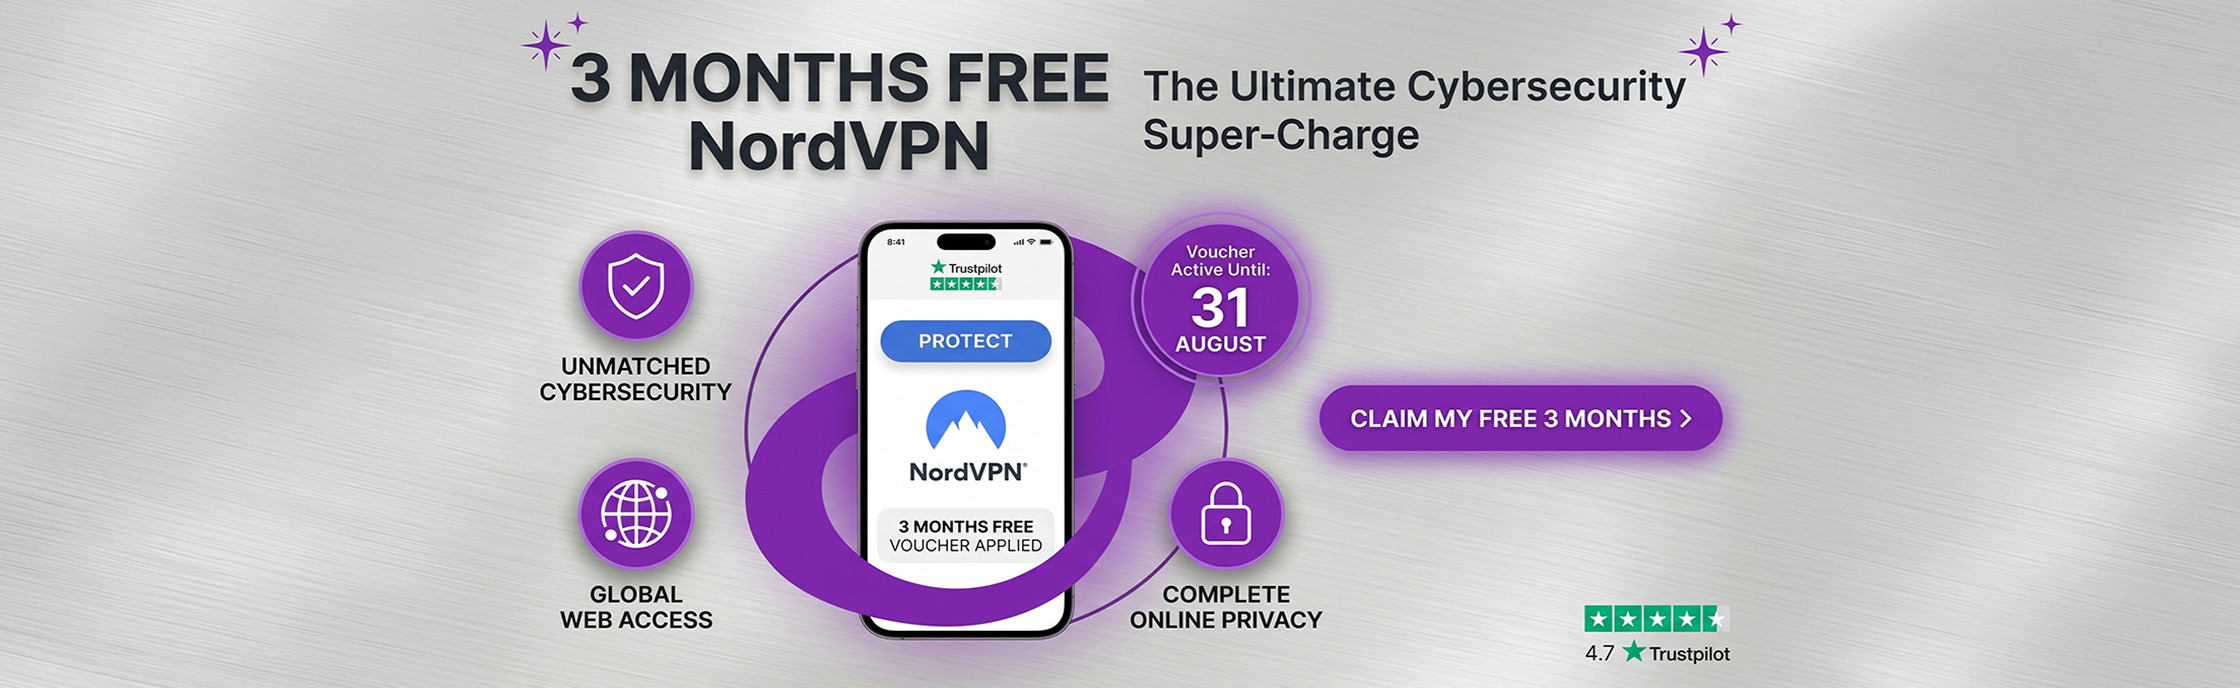 3 MONTHS FREE
NordVPN
The Ultimate Cybersecurity
Super-Charge
UNMATCHED
CYBERSECURITY
GLOBAL
WEB ACCESS
8:41
Trustpilot
PROTECT
NordVPN®
3 MONTHS FREE
VOUCHER APPLIED
Voucher
Active Until:
31
AUGUST
COMPLETE
ONLINE PRIVACY
CLAIM MY FREE 3 MONTHS >
4.7 Trustpilot